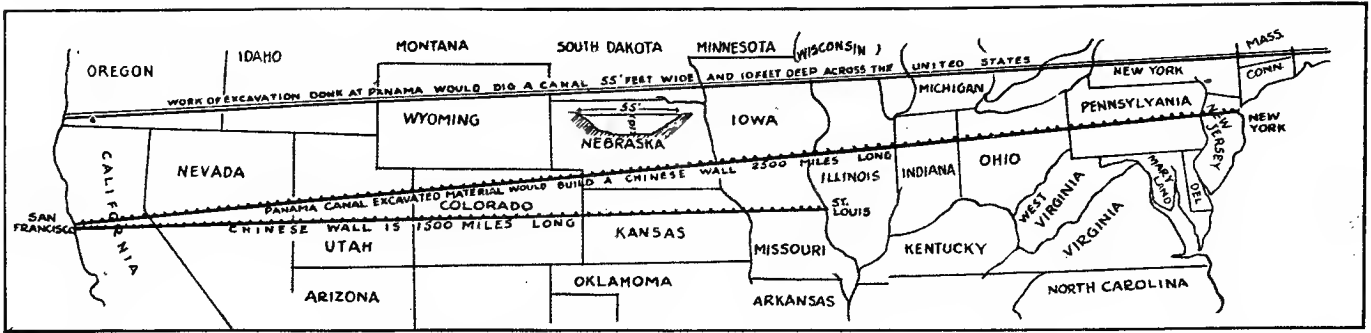 MONTANA
SOUTH DAKOTA
MINNESOTA
(WISCONSIN)
MASS.
OREGON
IDAHO
WORK OF EXCAVATION DONE AT PANAMA WOULD DIG A CANAL 55' FEET WIDE AND 10 FEET DEEP ACROSS THE UNITED STATES
MICHIGAN
NEW YORK
CONN.
WYOMING
55'
10'
NEBRASKA
IOWA
PENNSYLVANIA
NEW JERSEY
NEW YORK
CALIFORNIA
NEVADA
PANAMA CANAL EXCAVATED MATERIAL WOULD BUILD A CHINESE WALL 2500 MILES LONG
ILLINOIS
INDIANA
OHIO
WEST VIRGINIA
VIRGINIA
MARYLAND
DEL
SAN FRANCISCO
COLORADO
ST. LOUIS
CHINESE WALL IS 1500 MILES LONG
UTAH
KANSAS
MISSOURI
KENTUCKY
ARIZONA
OKLAHOMA
ARKANSAS
NORTH CAROLINA